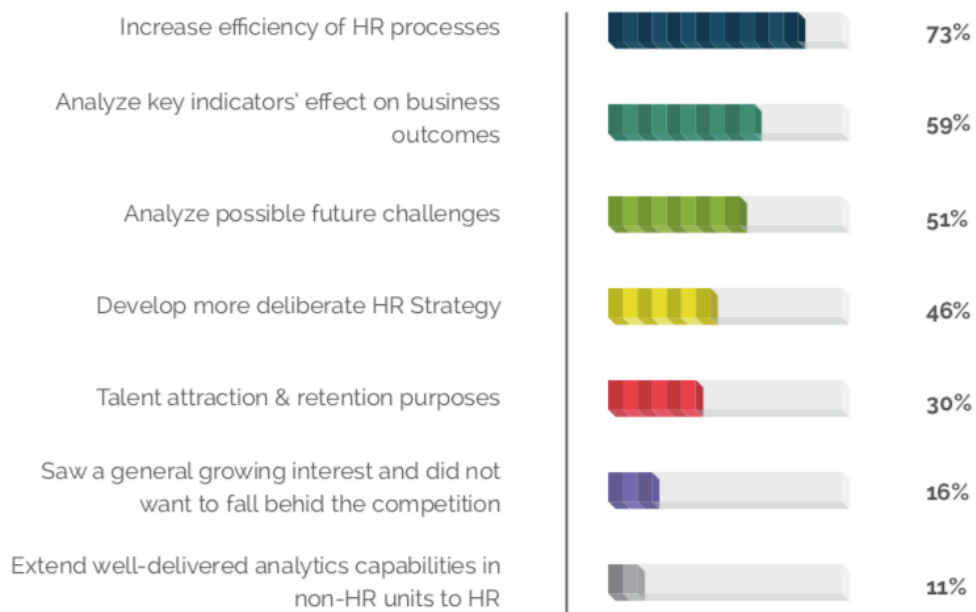 Increase efficiency of HR processes
73%
Analyze key indicators' effect on business
outcomes
59%
Analyze possible future challenges
51%
Develop more deliberate HR Strategy
46%
Talent attraction & retention purposes
30%
Saw a general growing interest and did not
want to fall behid the competition
16%
Extend well-delivered analytics capabilities in
non-HR units to HR
11%